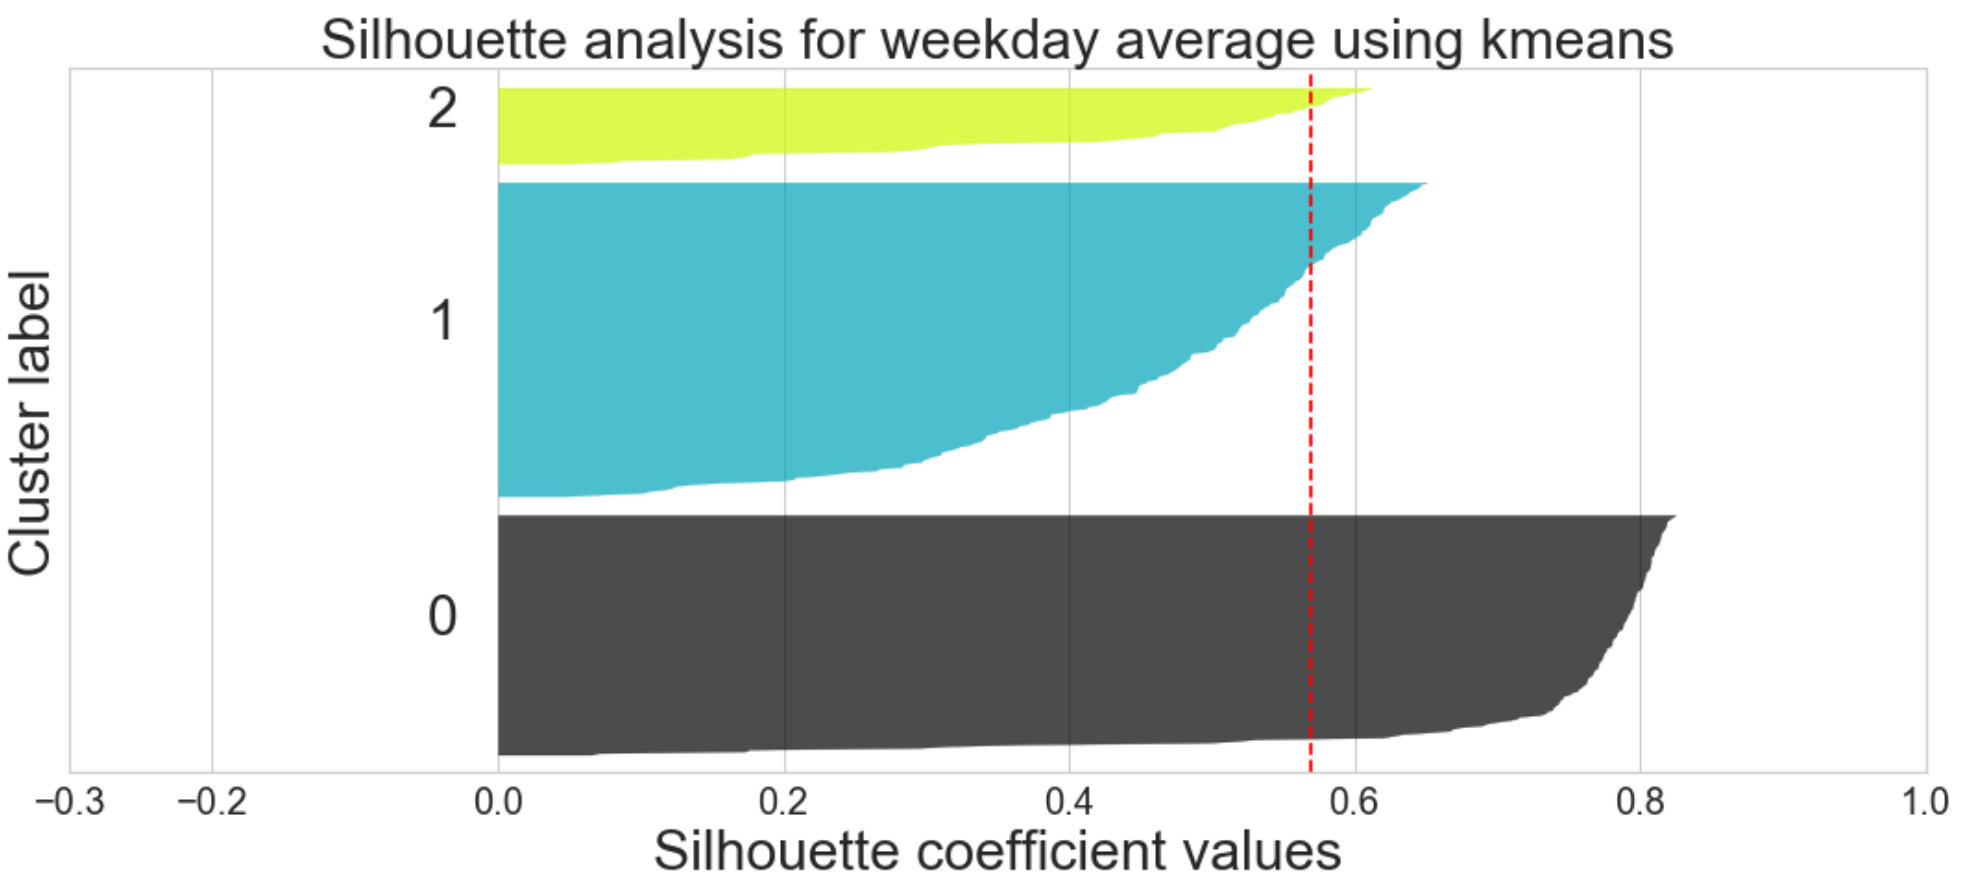 Silhouette analysis for weekday average using kmeans
2
1
0
Cluster label
−0.3 −0.2 0.0 0.2 0.4 0.6 0.8 1.0
Silhouette coefficient values